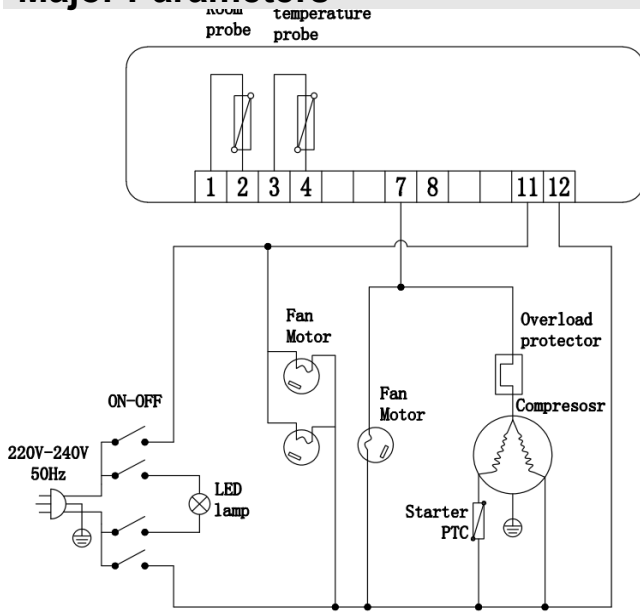 Major Parameters
Room
probe
temperature
probe
1 2 3 4 7 8 11 12
Fan
Motor
Overload
protector
Fan
Motor
Compresosr
ON-OFF
220V-240V
50Hz
LED
lamp
Starter
PTC